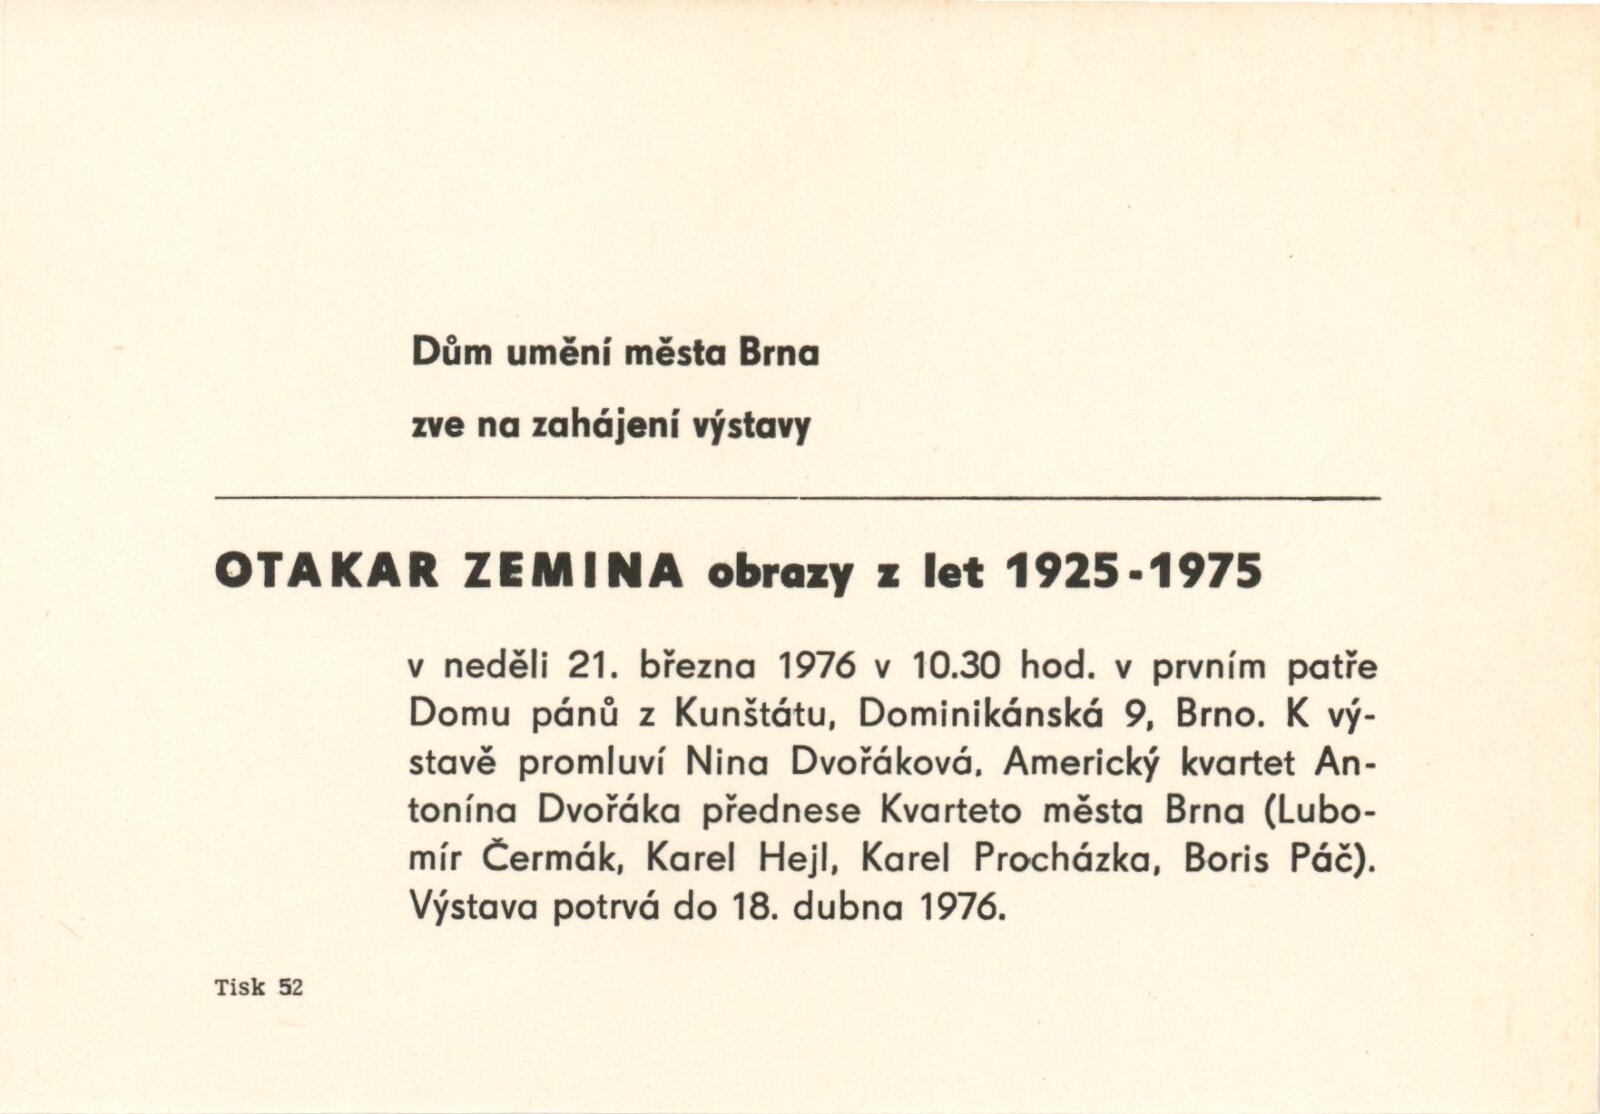 Dům umění města Brna
zve na zahájení výstavy
OTAKAR ZEMINA obrazy z let 1925-1975
v neděli 21. března 1976 v 10.30 hod. v prvním patře
Domu pánů z Kunštátu, Dominikánská 9, Brno. K vý-
stavě promluví Nina Dvořáková. Americký kvartet An-
tonína Dvořáka přednese Kvarteto města Brna (Lubo-
mír Čermák, Karel Hejl, Karel Procházka, Boris Páč).
Výstava potrvá do 18. dubna 1976.
Tisk 52